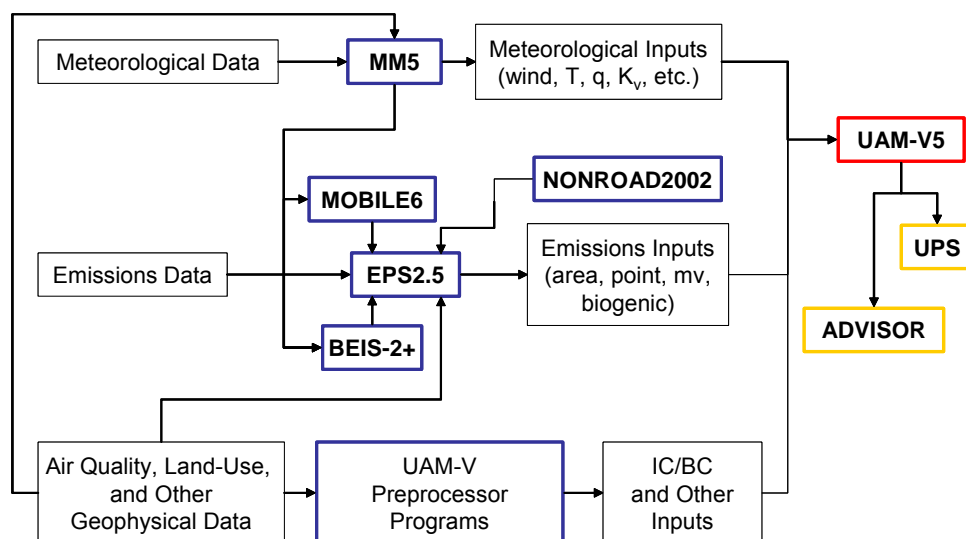 Meteorological Data
MM5
Meteorological Inputs
(wind, T, q, Kv, etc.)
UAM-V5
MOBILE6
NONROAD2002
UPS
Emissions Data
EPS2.5
Emissions Inputs
(area, point, mv,
biogenic)
ADVISOR
BEIS-2+
Air Quality, Land-Use,
and Other
Geophysical Data
UAM-V
Preprocessor
Programs
IC/BC
and Other
Inputs